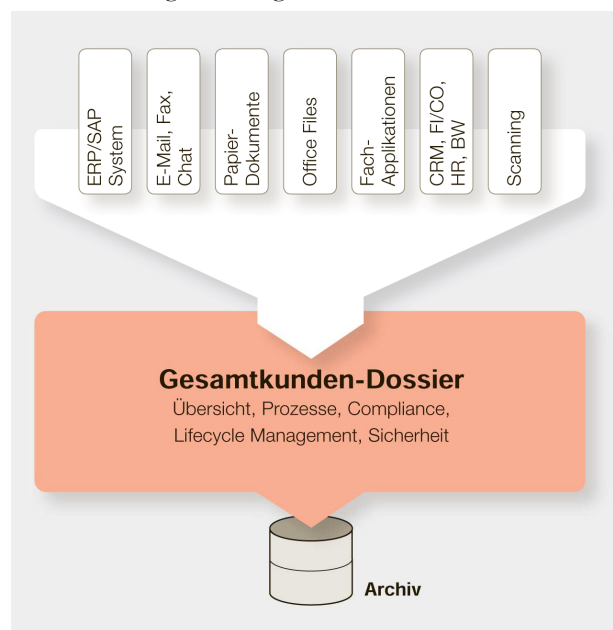 ERP/SAP
System
E-Mail, Fax,
Chat
Papier-
Dokumente
Office Files
Fach-
Applikationen
CRM, FI/CO,
HR, BW
Scanning
Gesamtkunden-Dossier
Übersicht, Prozesse, Compliance,
Lifecycle Management, Sicherheit
Archiv